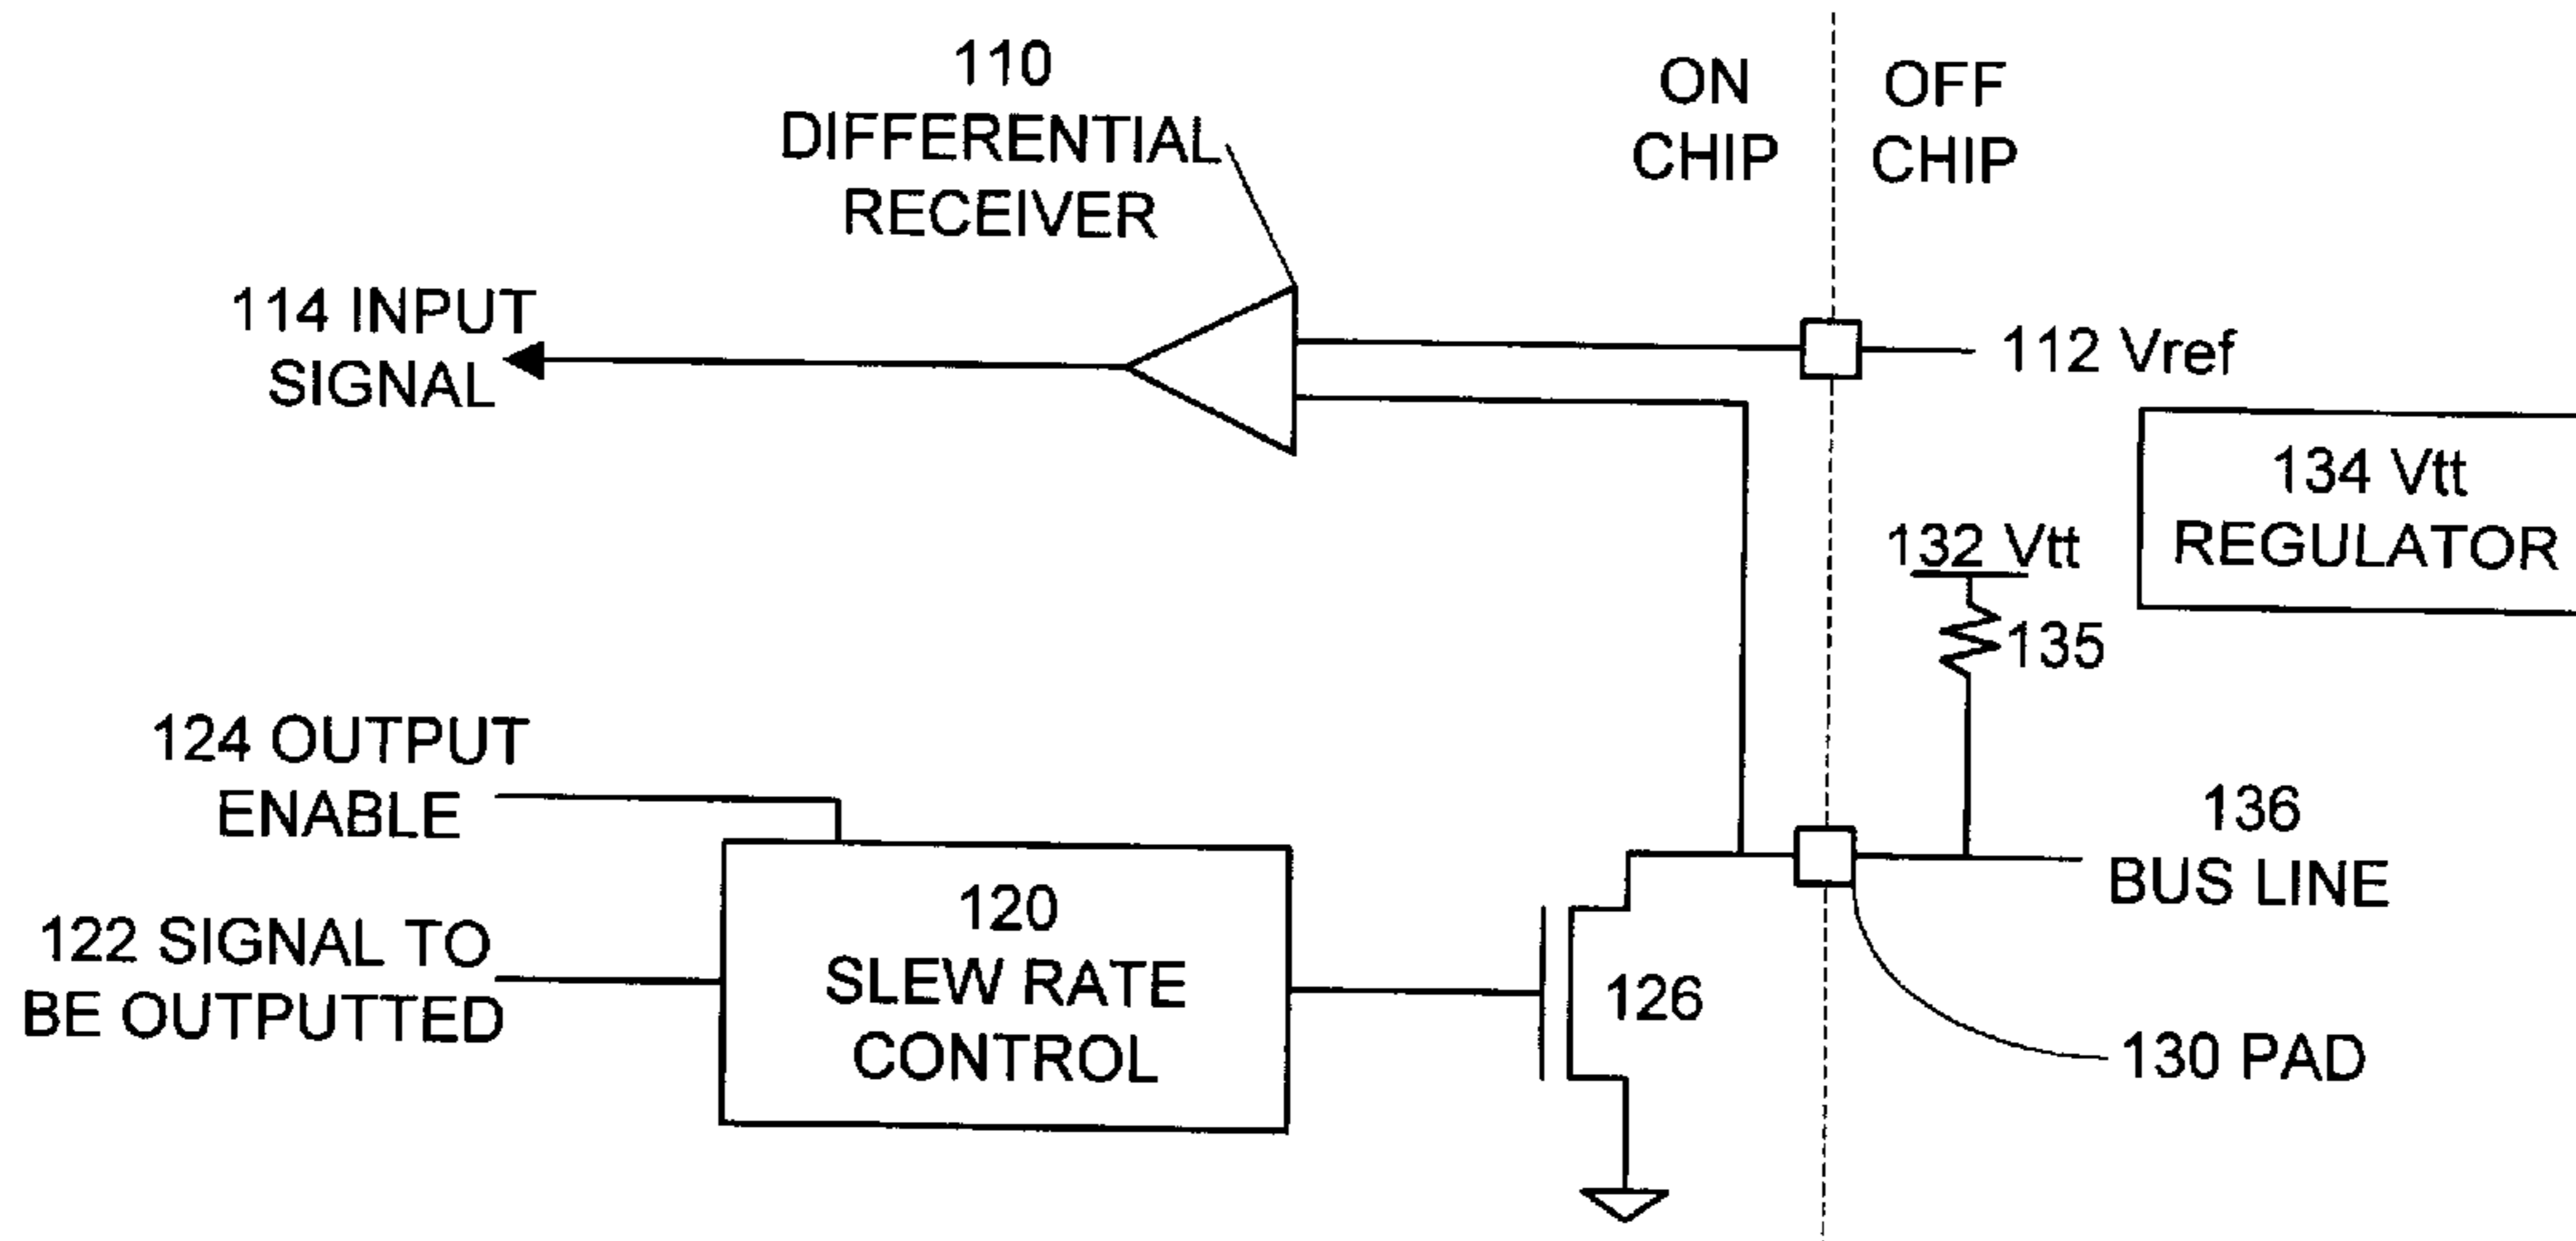 110
DIFFERENTIAL
RECEIVER
ON
CHIP
OFF
CHIP
114 INPUT
SIGNAL
112 Vref
134 Vtt
REGULATOR
132 Vtt
135
124 OUTPUT
ENABLE
136
BUS LINE
120
SLEW RATE
CONTROL
122 SIGNAL TO
BE OUTPUTTED
126
130 PAD